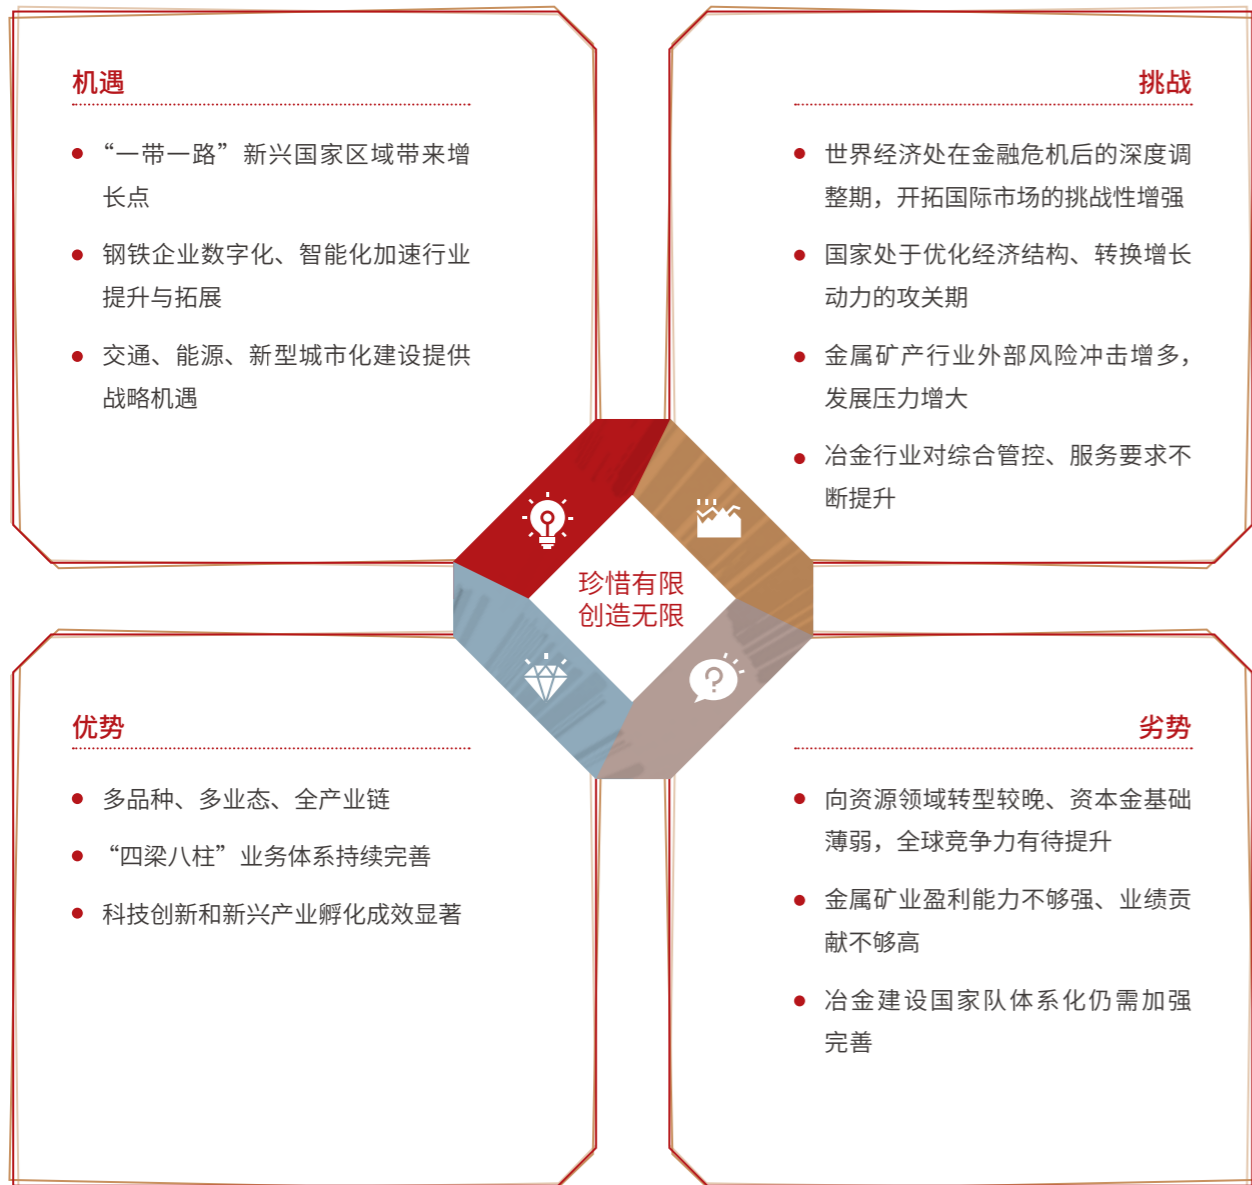 机遇
“一带一路”新兴国家区域带来增
长点
钢铁企业数字化、智能化加速行业
提升与拓展
交通、能源、新型城市化建设提供
战略机遇
挑战
世界经济处在金融危机后的深度调
整期，开拓国际市场的挑战性增强
国家处于优化经济结构、转换增长
动力的攻关期
金属矿产行业外部风险冲击增多，
发展压力增大
冶金行业对综合管控、服务要求不
断提升
珍惜有限
创造无限
优势
多品种、多业态、全产业链
“四梁八柱”业务体系持续完善
科技创新和新兴产业孵化成效显著
劣势
向资源领域转型较晚、资本金基础
薄弱，全球竞争力有待提升
金属矿业盈利能力不够强、业绩贡
献不够高
冶金建设国家队体系化仍需加强
完善